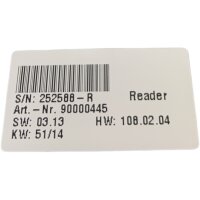 S/N: 252588-R Reader
Art.-Nr. 90000445
SW: 03.13 HW: 108.02.04
KW: 51/14